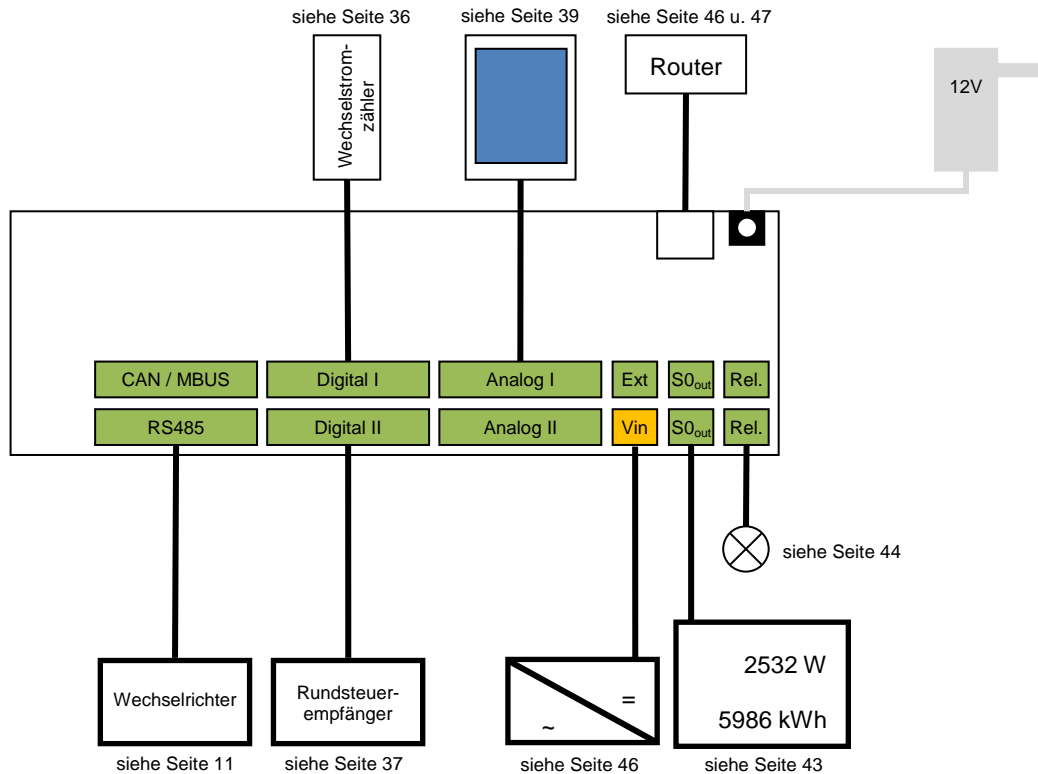 siehe Seite 36
siehe Seite 39
siehe Seite 46 u. 47
Wechselstrom-
zähler
Router
12V
CAN / MBUS
Digital I
Analog I
Ext
S0out
Rel.
RS485
Digital II
Analog II
Vin
S0out
Rel.
siehe Seite 44
Wechselrichter
Rundsteuer-
empfänger
=
~
2532 W
5986 kWh
siehe Seite 11
siehe Seite 37
siehe Seite 46
siehe Seite 43